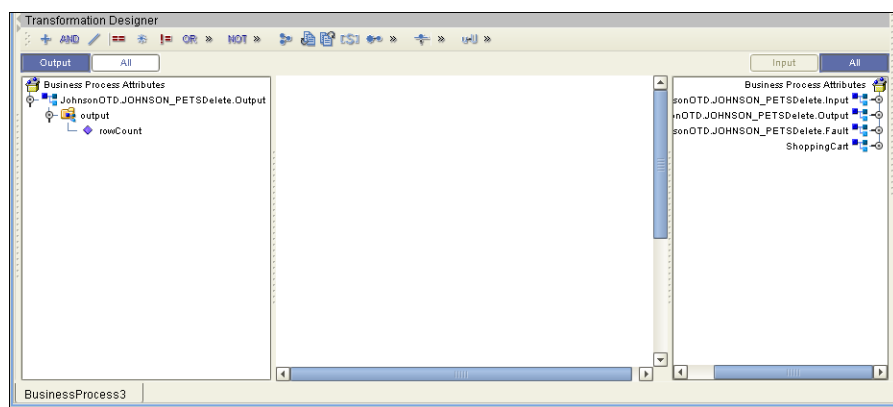 Transformation Designer
AND == != OR » NOT » » » »
Output All Input All
Business Process Attributes
JohnsonOTD.JOHNSON_PETSDelete.Output
output
rowCount
Business Process Attributes
sonOTD.JOHNSON_PETSDelete.Input
nOTD.JOHNSON_PETSDelete.Output
sonOTD.JOHNSON_PETSDelete.Fault
ShoppingCart
BusinessProcess3